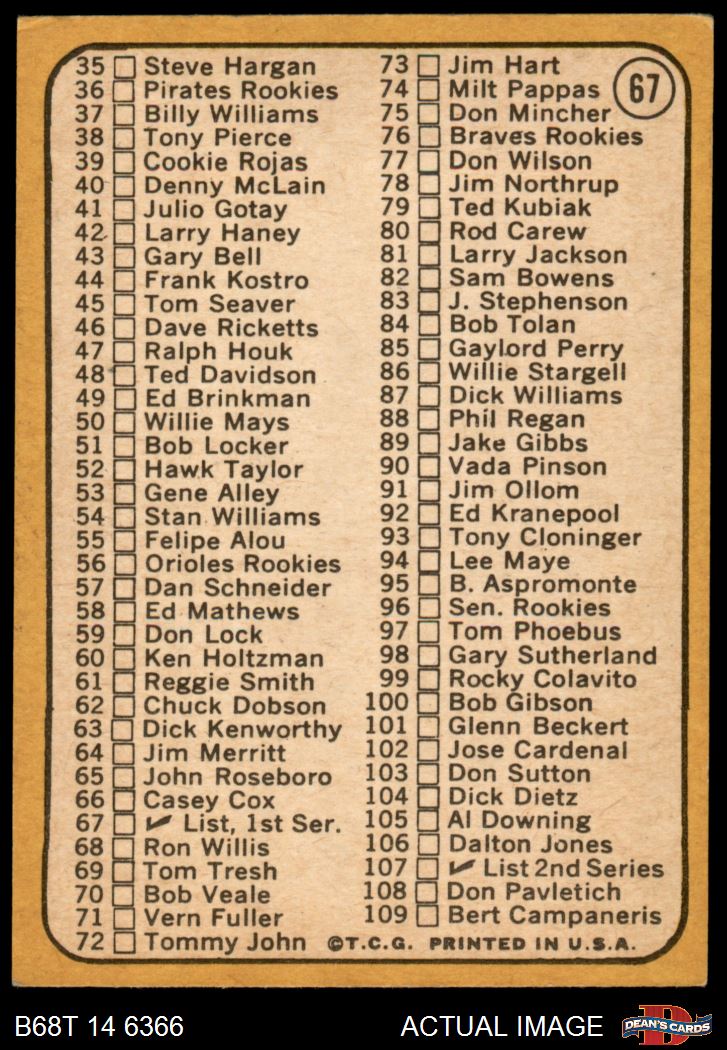 35 Steve Hargan
36 Pirates Rookies
37 Billy Williams
38 Tony Pierce
39 Cookie Rojas
40 Denny McLain
41 Julio Gotay
42 Larry Haney
43 Gary Bell
44 Frank Kostro
45 Tom Seaver
46 Dave Ricketts
47 Ralph Houk
48 Ted Davidson
49 Ed Brinkman
50 Willie Mays
51 Bob Locker
52 Hawk Taylor
53 Gene Alley
54 Stan Williams
55 Felipe Alou
56 Orioles Rookies
57 Dan Schneider
58 Ed Mathews
59 Don Lock
60 Ken Holtzman
61 Reggie Smith
62 Chuck Dobson
63 Dick Kenworthy
64 Jim Merritt
65 John Roseboro
66 Casey Cox
67 ✔ List, 1st Ser.
68 Ron Willis
69 Tom Tresh
70 Bob Veale
71 Vern Fuller
72 Tommy John
73 Jim Hart
74 Milt Pappas
75 Don Mincher
76 Braves Rookies
77 Don Wilson
78 Jim Northrup
79 Ted Kubiak
80 Rod Carew
81 Larry Jackson
82 Sam Bowens
83 J. Stephenson
84 Bob Tolan
85 Gaylord Perry
86 Willie Stargell
87 Dick Williams
88 Phil Regan
89 Jake Gibbs
90 Vada Pinson
91 Jim Ollom
92 Ed Kranepool
93 Tony Cloninger
94 Lee Maye
95 B. Aspromonte
96 Sen. Rookies
97 Tom Phoebus
98 Gary Sutherland
99 Rocky Colavito
100 Bob Gibson
101 Glenn Beckert
102 Jose Cardenal
103 Don Sutton
104 Dick Dietz
105 Al Downing
106 Dalton Jones
107 ✔ List 2nd Series
108 Don Pavletich
109 Bert Campaneris
©T.C.G. PRINTED IN U.S.A.
67
B68T 14 6366
ACTUAL IMAGE
D
DEAN'S CARDS